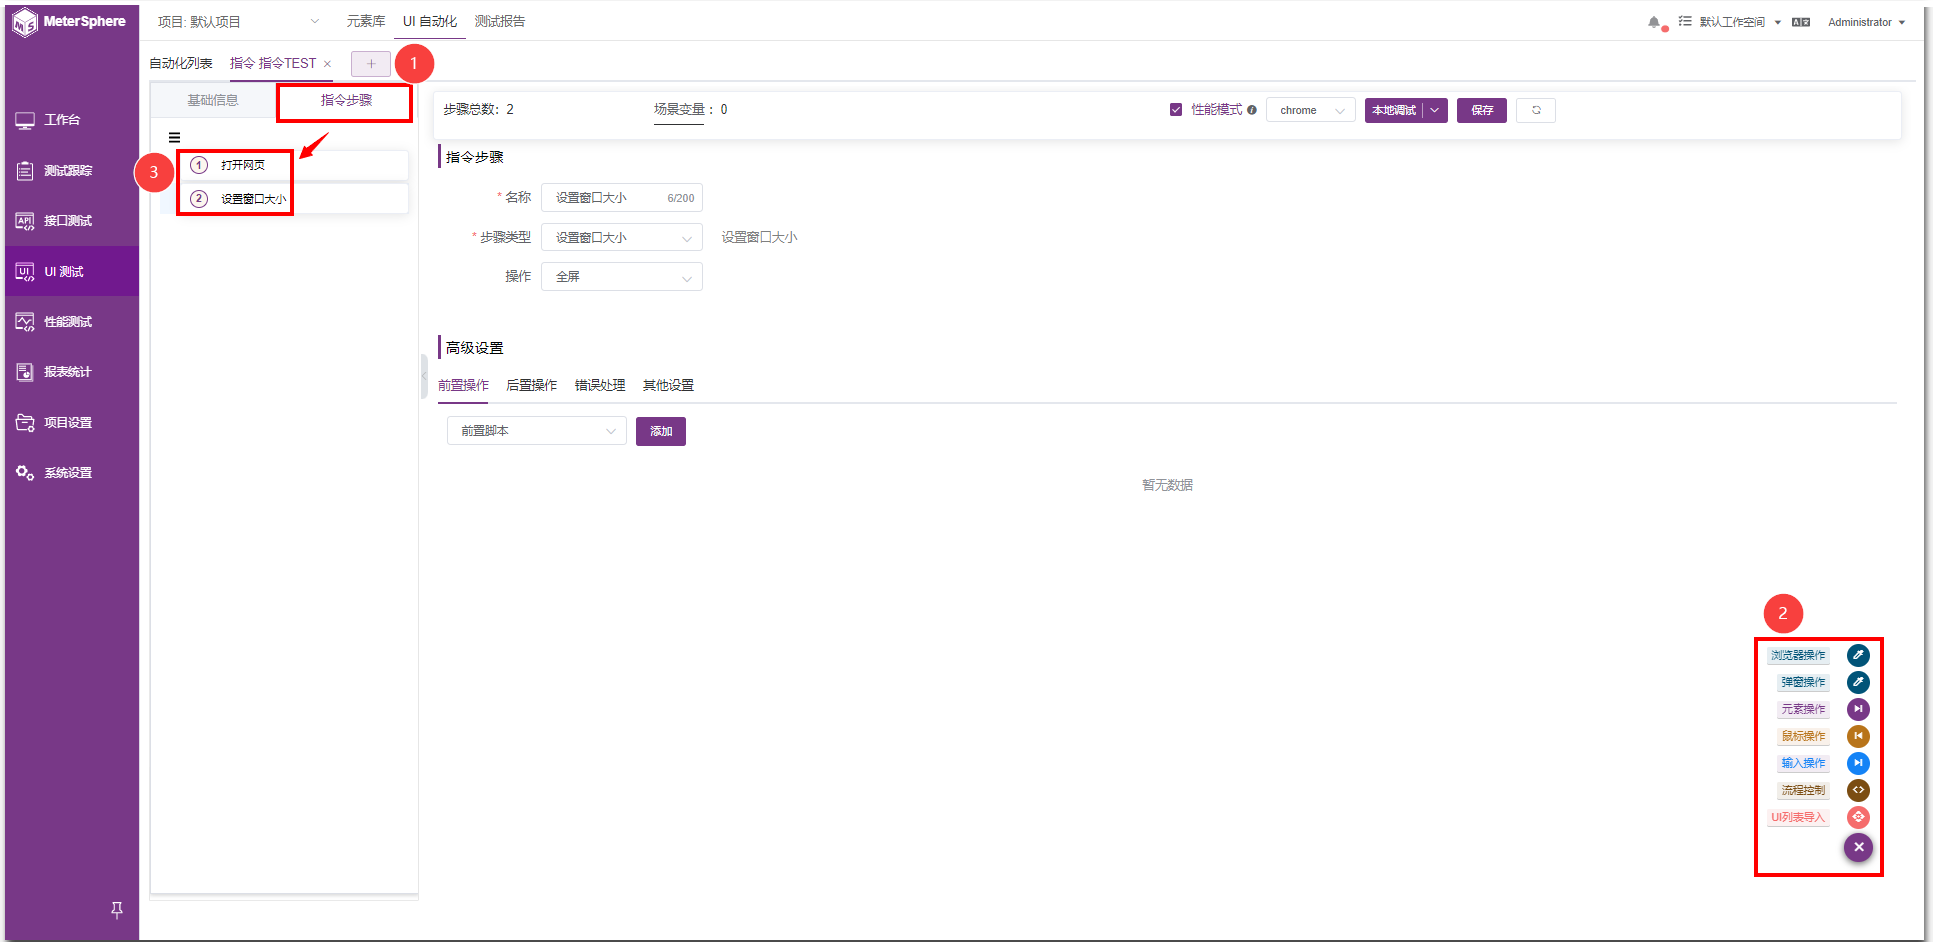 MeterSphere
项目: 默认项目
元素库
UI 自动化
测试报告
默认工作空间
Administrator
自动化列表
指令 指令TEST
1
工作台
测试跟踪
接口测试
UI 测试
性能测试
报表统计
项目设置
系统设置
基础信息
指令步骤
3
1 打开网页
2 设置窗口大小
步骤总数: 2
场景变量 : 0
性能模式
chrome
本地调试
保存
指令步骤
* 名称 设置窗口大小 6/200
* 步骤类型 设置窗口大小 设置窗口大小
操作 全屏
高级设置
前置操作 后置操作 错误处理 其他设置
前置脚本 添加
暂无数据
2
浏览器操作
弹窗操作
元素操作
鼠标操作
输入操作
流程控制
UI列表导入